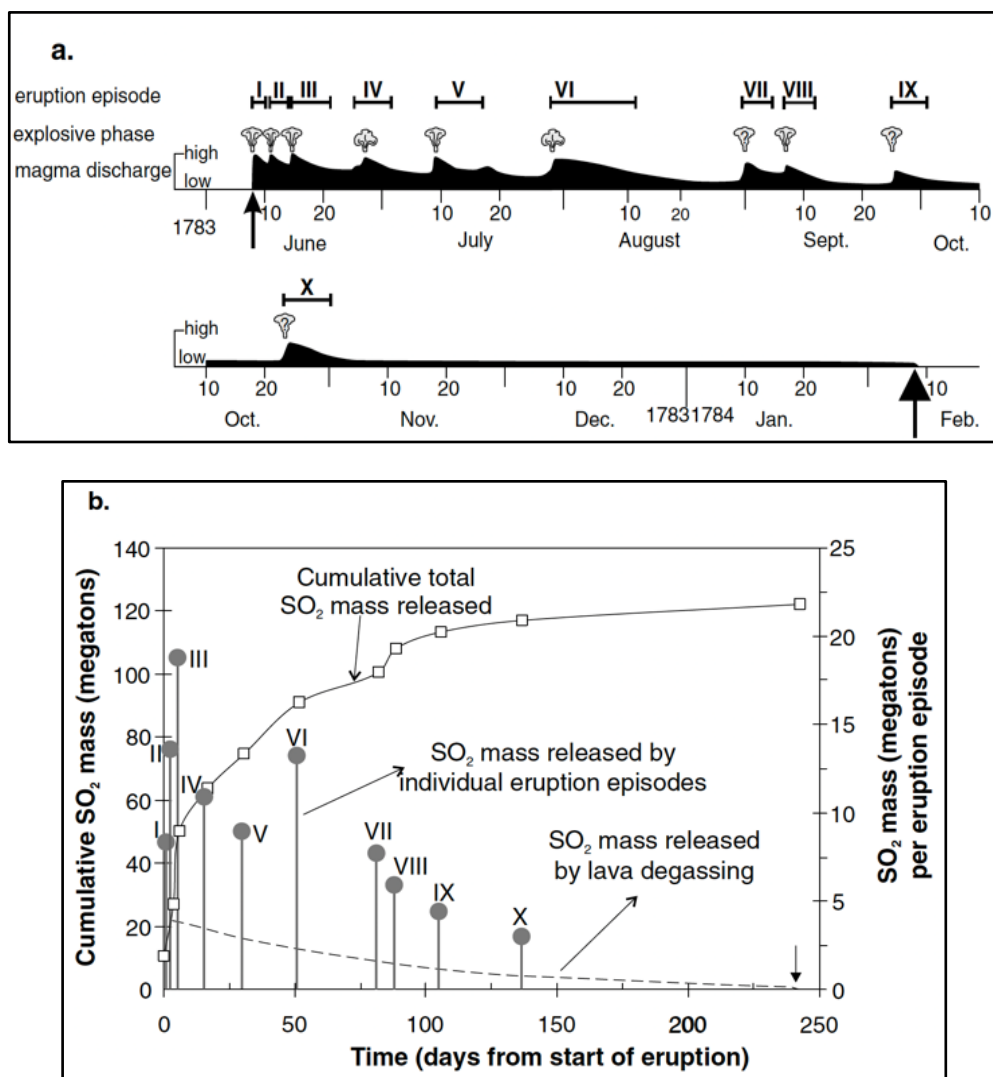 a.
I II III IV V VI VII VIII IX
eruption episode
explosive phase
? ? ?
magma discharge high
low
10 20 10 20 10 20 10 20 10
1783 June July August Sept. Oct.
X
?
high
low
10 20 10 20 10 20 10 20 10
Oct. Nov. Dec. 1783 1784 Jan. Feb.
b.
140 25
Cumulative total
SO2 mass released
120 20
III
100
II VI SO2 mass released by
individual eruption episodes
80 15
IV
60 10
I V VII SO2 mass released
by lava degassing
VIII
40 IX
X 5
20
0 0
0 50 100 150 200 250
Time (days from start of eruption)
Cumulative SO2 mass (megatons)
SO2 mass (megatons)
per eruption episode